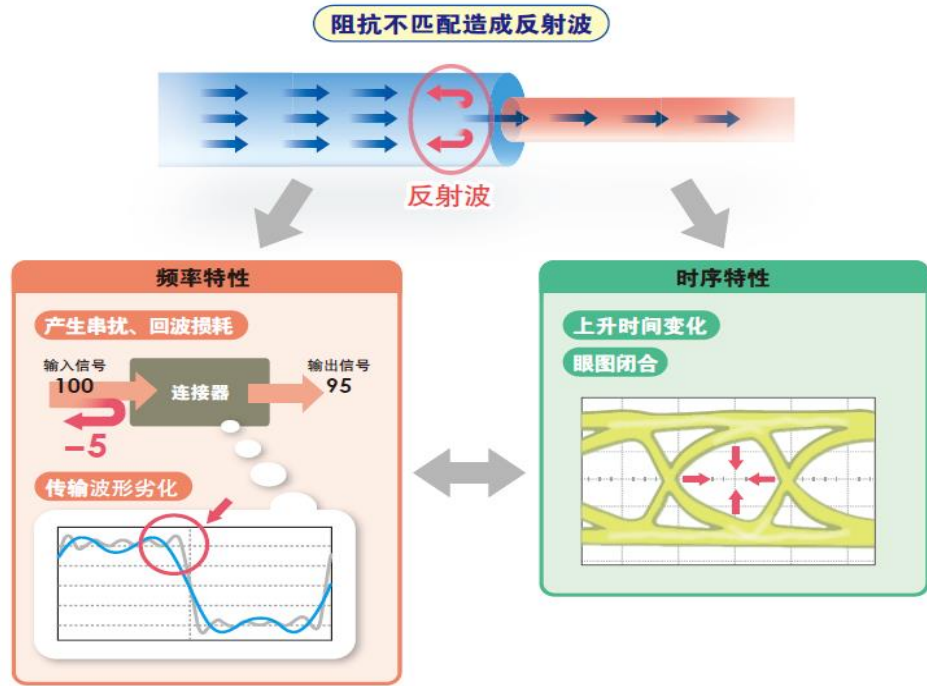 阻抗不匹配造成反射波
反射波
频率特性
产生串扰、回波损耗
输入信号
100
连接器
输出信号
95
-5
传输波形劣化
时序特性
上升时间变化
眼图闭合